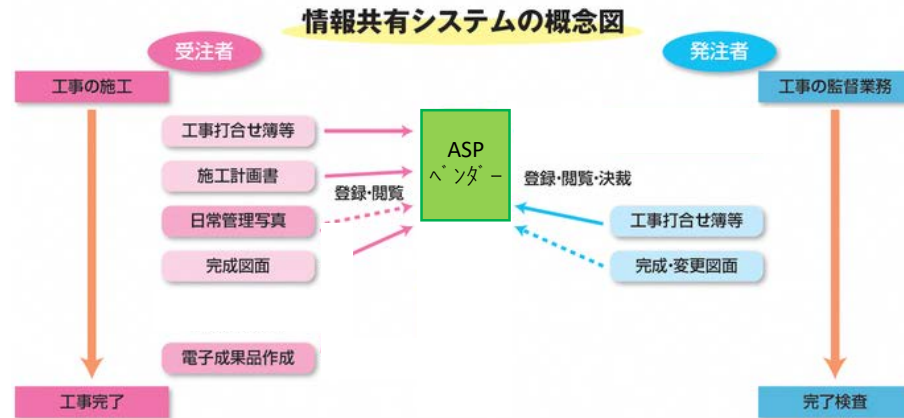 情報共有システムの概念図
受注者
発注者
工事の施工
工事の監督業務
工事打合せ簿等
施工計画書
日常管理写真
完成図面
登録・閲覧
ASP
ベンダー
登録・閲覧・決裁
工事打合せ簿等
完成・変更図面
電子成果品作成
工事完了
完了検査